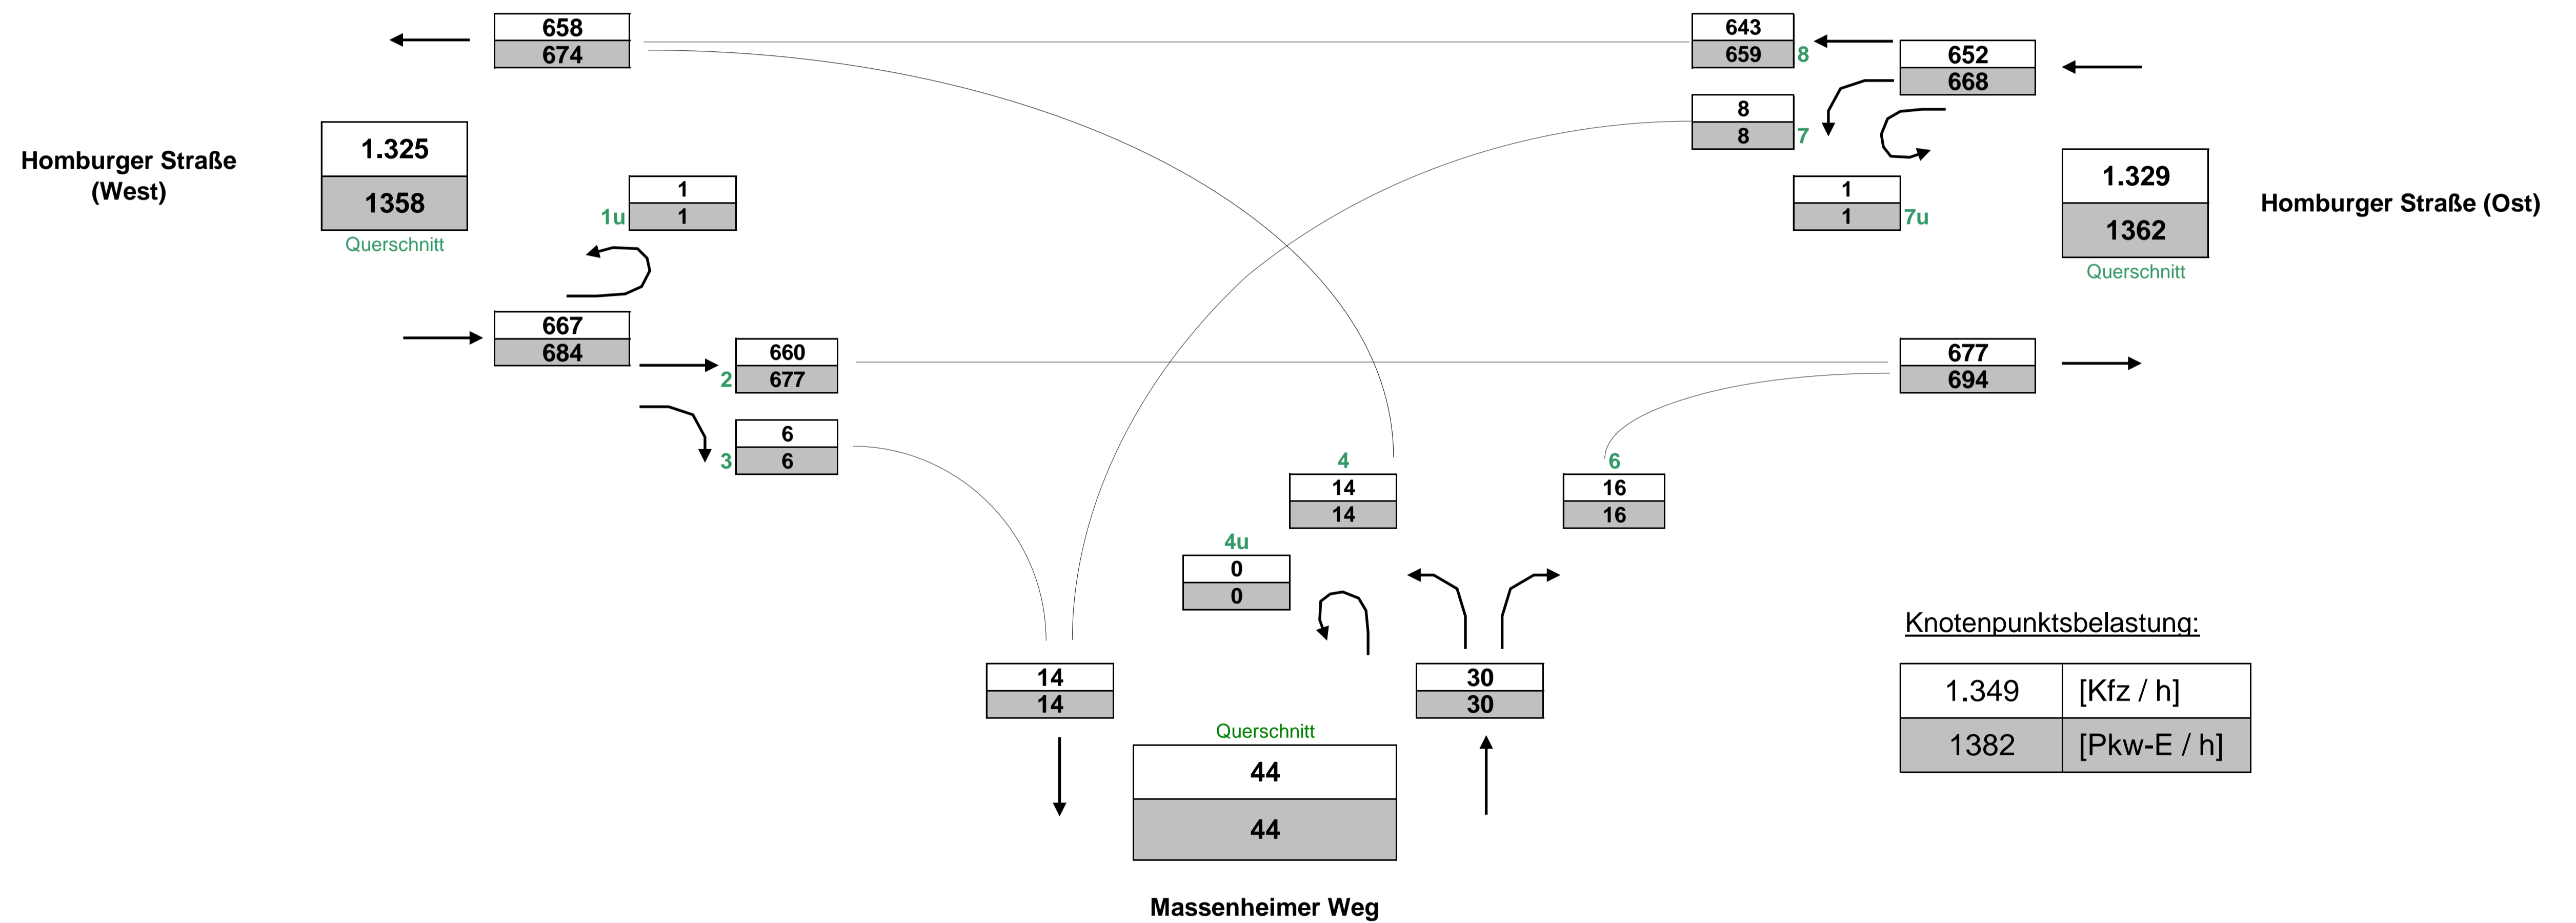 658
674
643
659 8
652
668
8
8 7
Homburger Straße
(West)
1.325
1358
Querschnitt
1
1u 1
1
1 7u
1.329
1362
Querschnitt
Homburger Straße (Ost)
667
684
660
2 677
677
694
6
3 6
4
14
14
6
16
16
4u
0
0
14
14
30
30
Querschnitt
44
44
Massenheimer Weg
Knotenpunktsbelastung:
1.349 [Kfz / h]
1382 [Pkw-E / h]